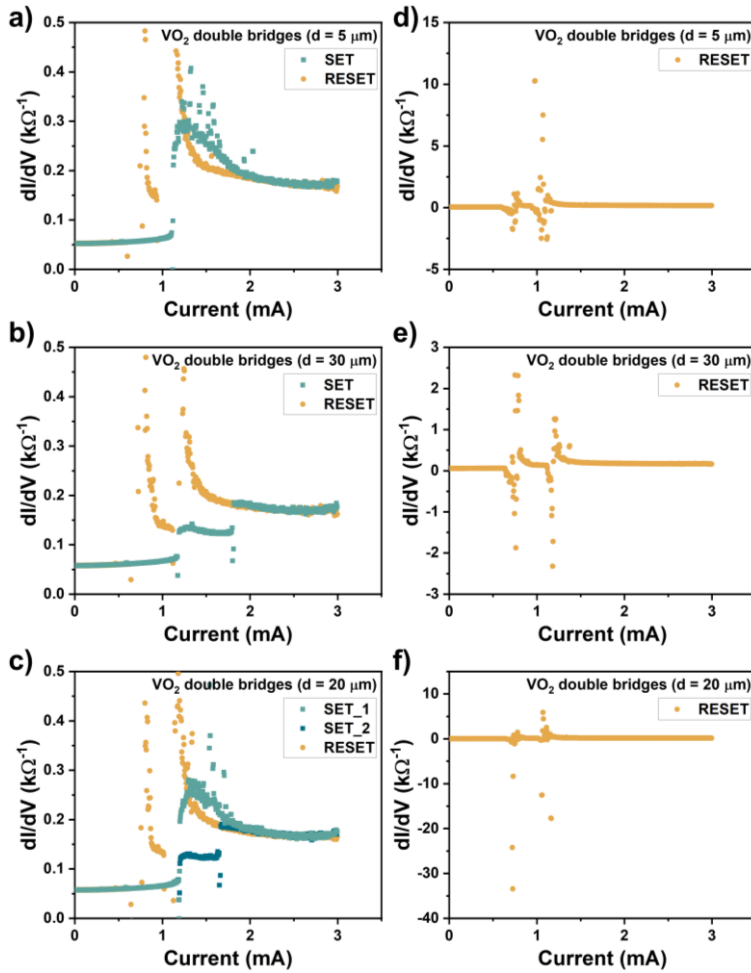 a)
VO₂ double bridges (d = 5 μm)
SET
RESET
dI/dV (kΩ⁻¹)
0.5
0.4
0.3
0.2
0.1
0.0
0 1 2 3
Current (mA)
d)
VO₂ double bridges (d = 5 μm)
RESET
dI/dV (kΩ⁻¹)
15
10
5
0
-5
0 1 2 3
Current (mA)
b)
VO₂ double bridges (d = 30 μm)
SET
RESET
dI/dV (kΩ⁻¹)
0.5
0.4
0.3
0.2
0.1
0.0
0 1 2 3
Current (mA)
e)
VO₂ double bridges (d = 30 μm)
RESET
dI/dV (kΩ⁻¹)
3
2
1
0
-1
-2
-3
0 1 2 3
Current (mA)
c)
VO₂ double bridges (d = 20 μm)
SET_1
SET_2
RESET
dI/dV (kΩ⁻¹)
0.5
0.4
0.3
0.2
0.1
0.0
0 1 2 3
Current (mA)
f)
VO₂ double bridges (d = 20 μm)
RESET
dI/dV (kΩ⁻¹)
10
0
-10
-20
-30
-40
0 1 2 3
Current (mA)